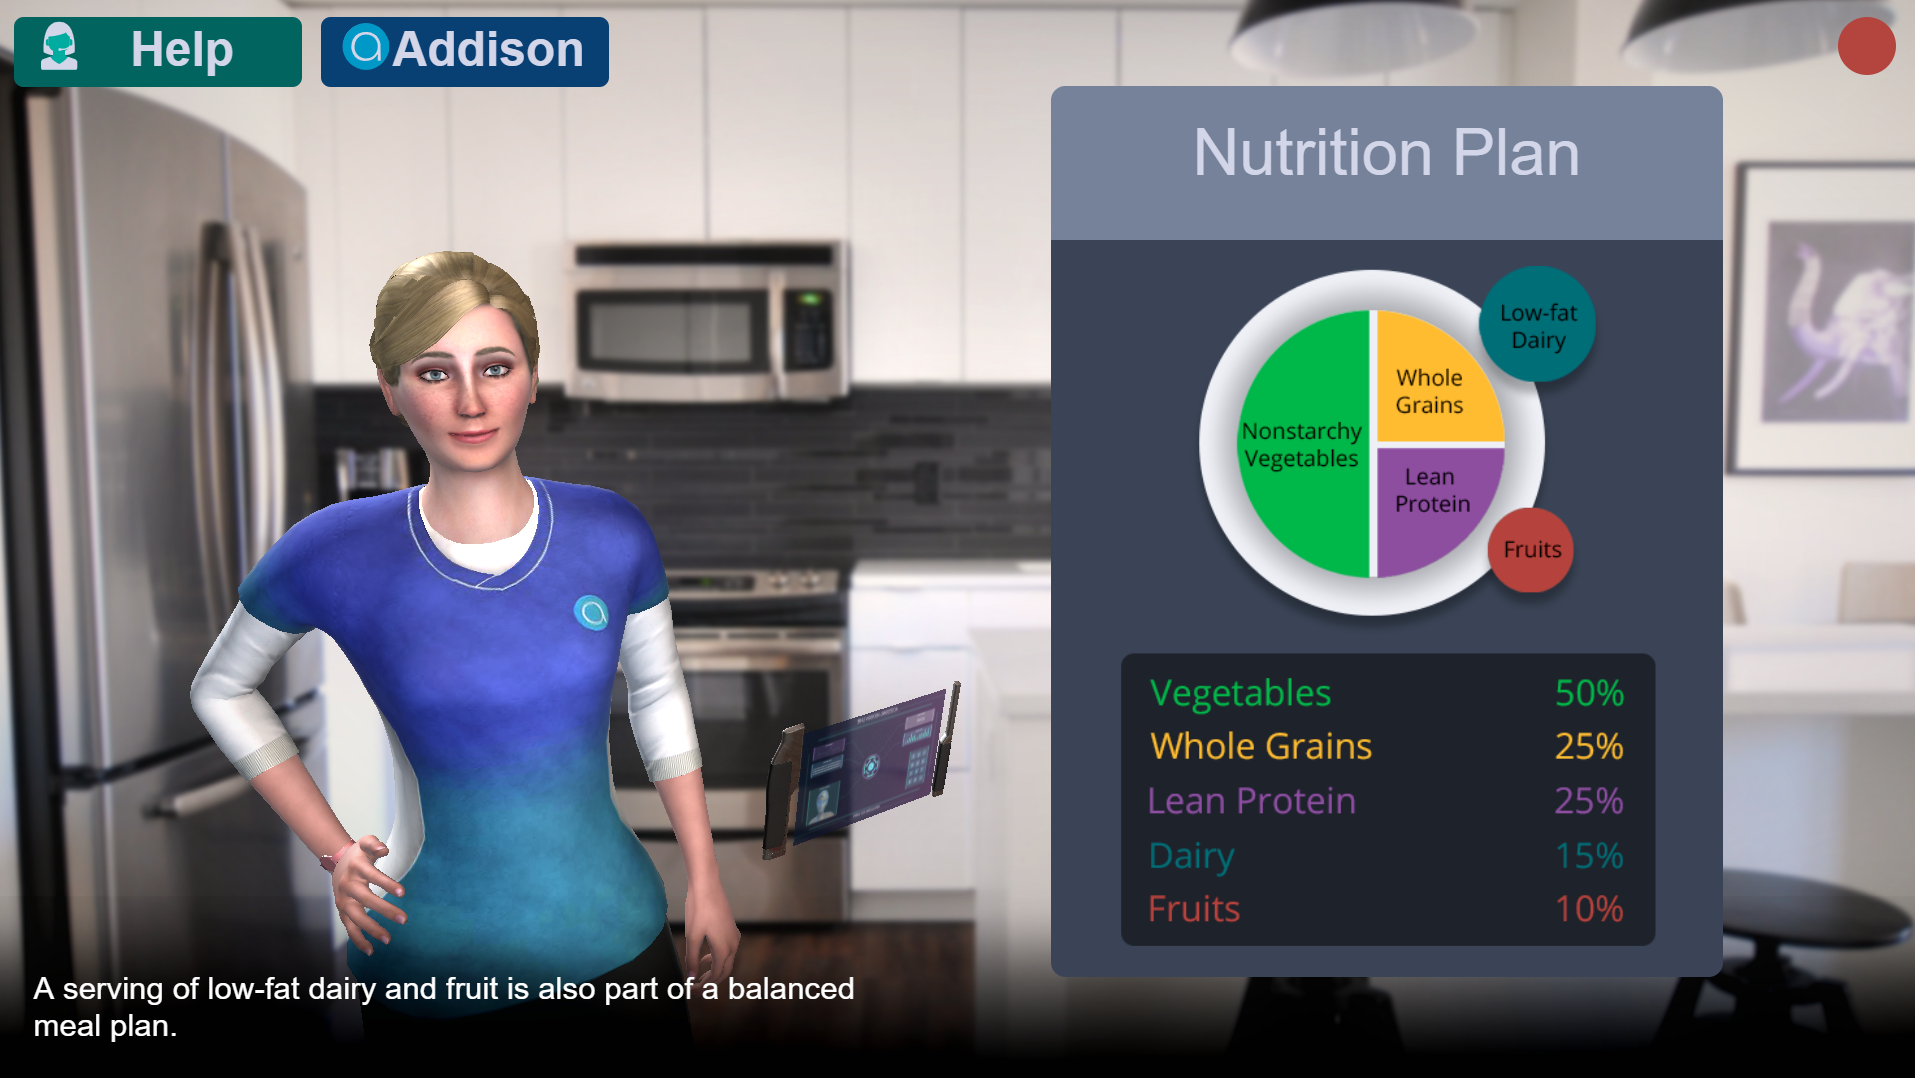 Help
Addison
Nutrition Plan
Low-fat
Dairy
Whole
Grains
Nonstarchy
Vegetables
Lean
Protein
Fruits
Vegetables 50%
Whole Grains 25%
Lean Protein 25%
Dairy 15%
Fruits 10%
A serving of low-fat dairy and fruit is also part of a balanced
meal plan.